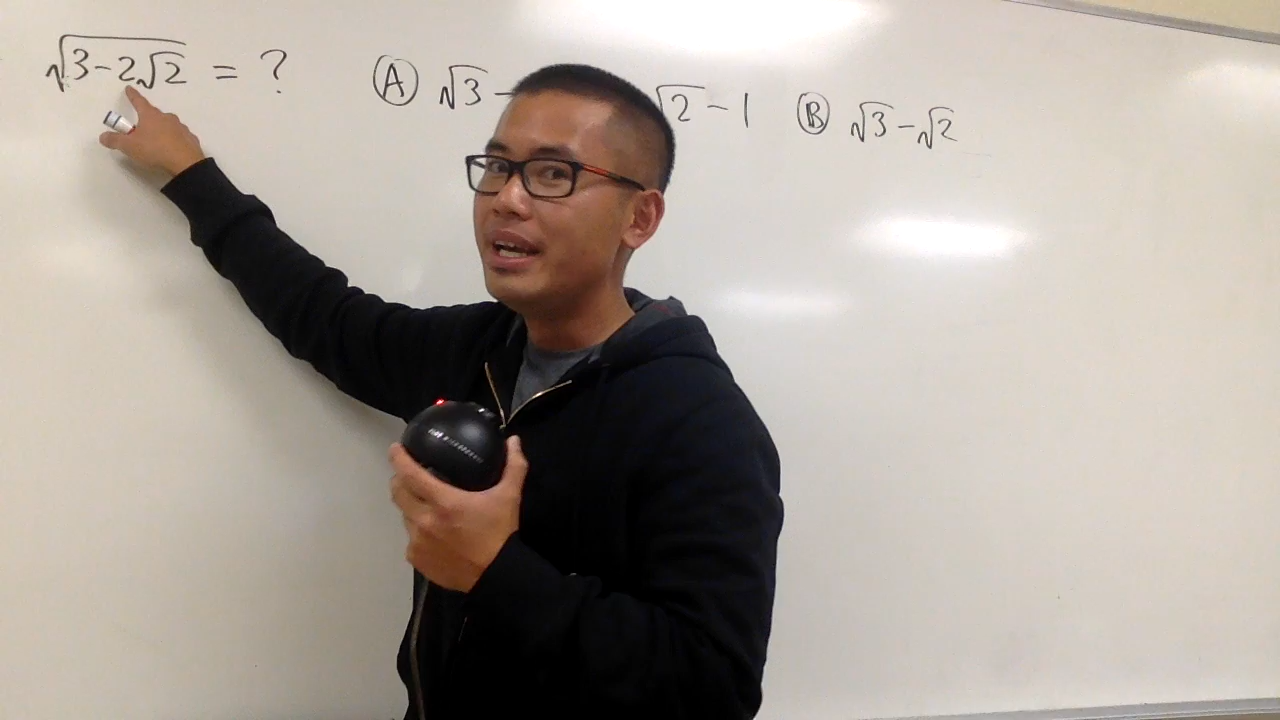 √(3-2√2) = ? Ⓐ √3 - √2 - 1 Ⓑ √3 - √2